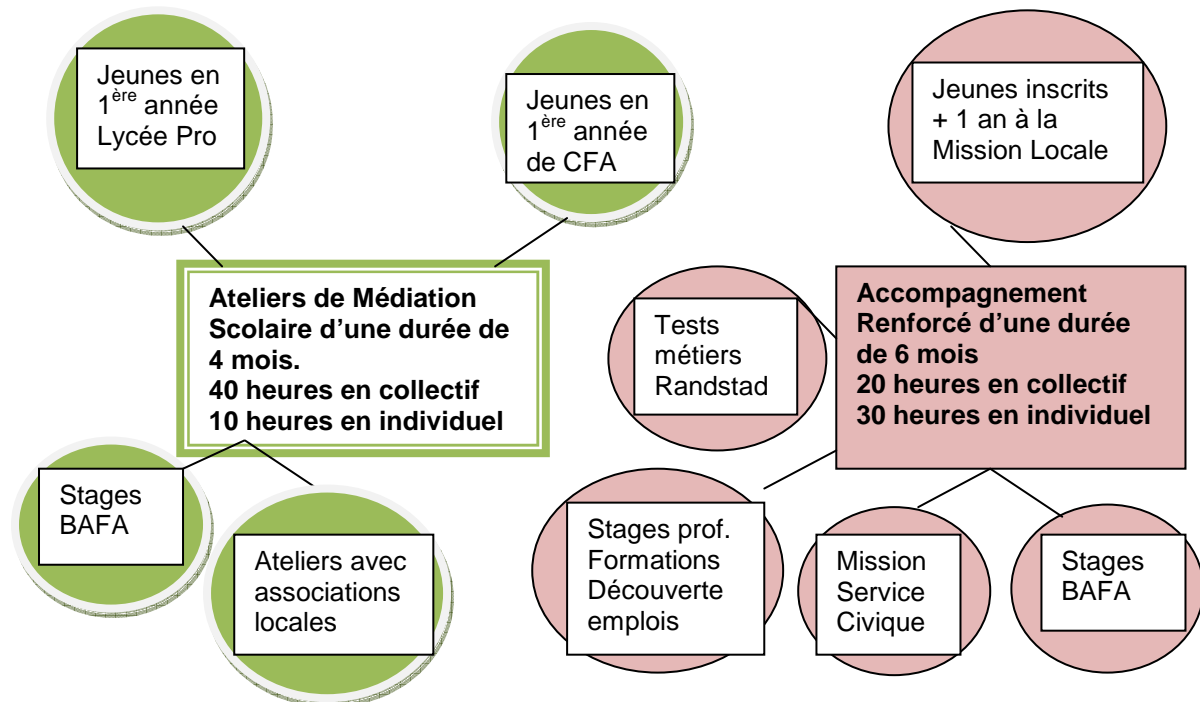 Jeunes en
1ère année
Lycée Pro
Jeunes en
1ère année
de CFA
Jeunes inscrits
+ 1 an à la
Mission Locale
Ateliers de Médiation
Scolaire d’une durée de
4 mois.
40 heures en collectif
10 heures en individuel
Tests
métiers
Randstad
Accompagnement
Renforcé d’une durée
de 6 mois
20 heures en collectif
30 heures en individuel
Stages
BAFA
Ateliers avec
associations
locales
Stages prof.
Formations
Découverte
emplois
Mission
Service
Civique
Stages
BAFA